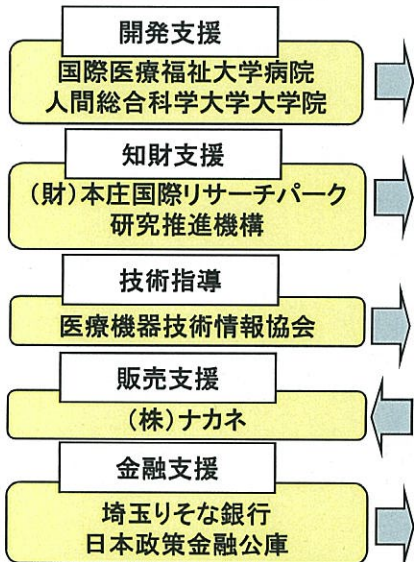 開発支援
国際医療福祉大学病院
人間総合科学大学大学院
知財支援
(財)本庄国際リサーチパーク
研究推進機構
技術指導
医療機器技術情報協会
販売支援
(株)ナカネ
金融支援
埼玉りそな銀行
日本政策金融公庫